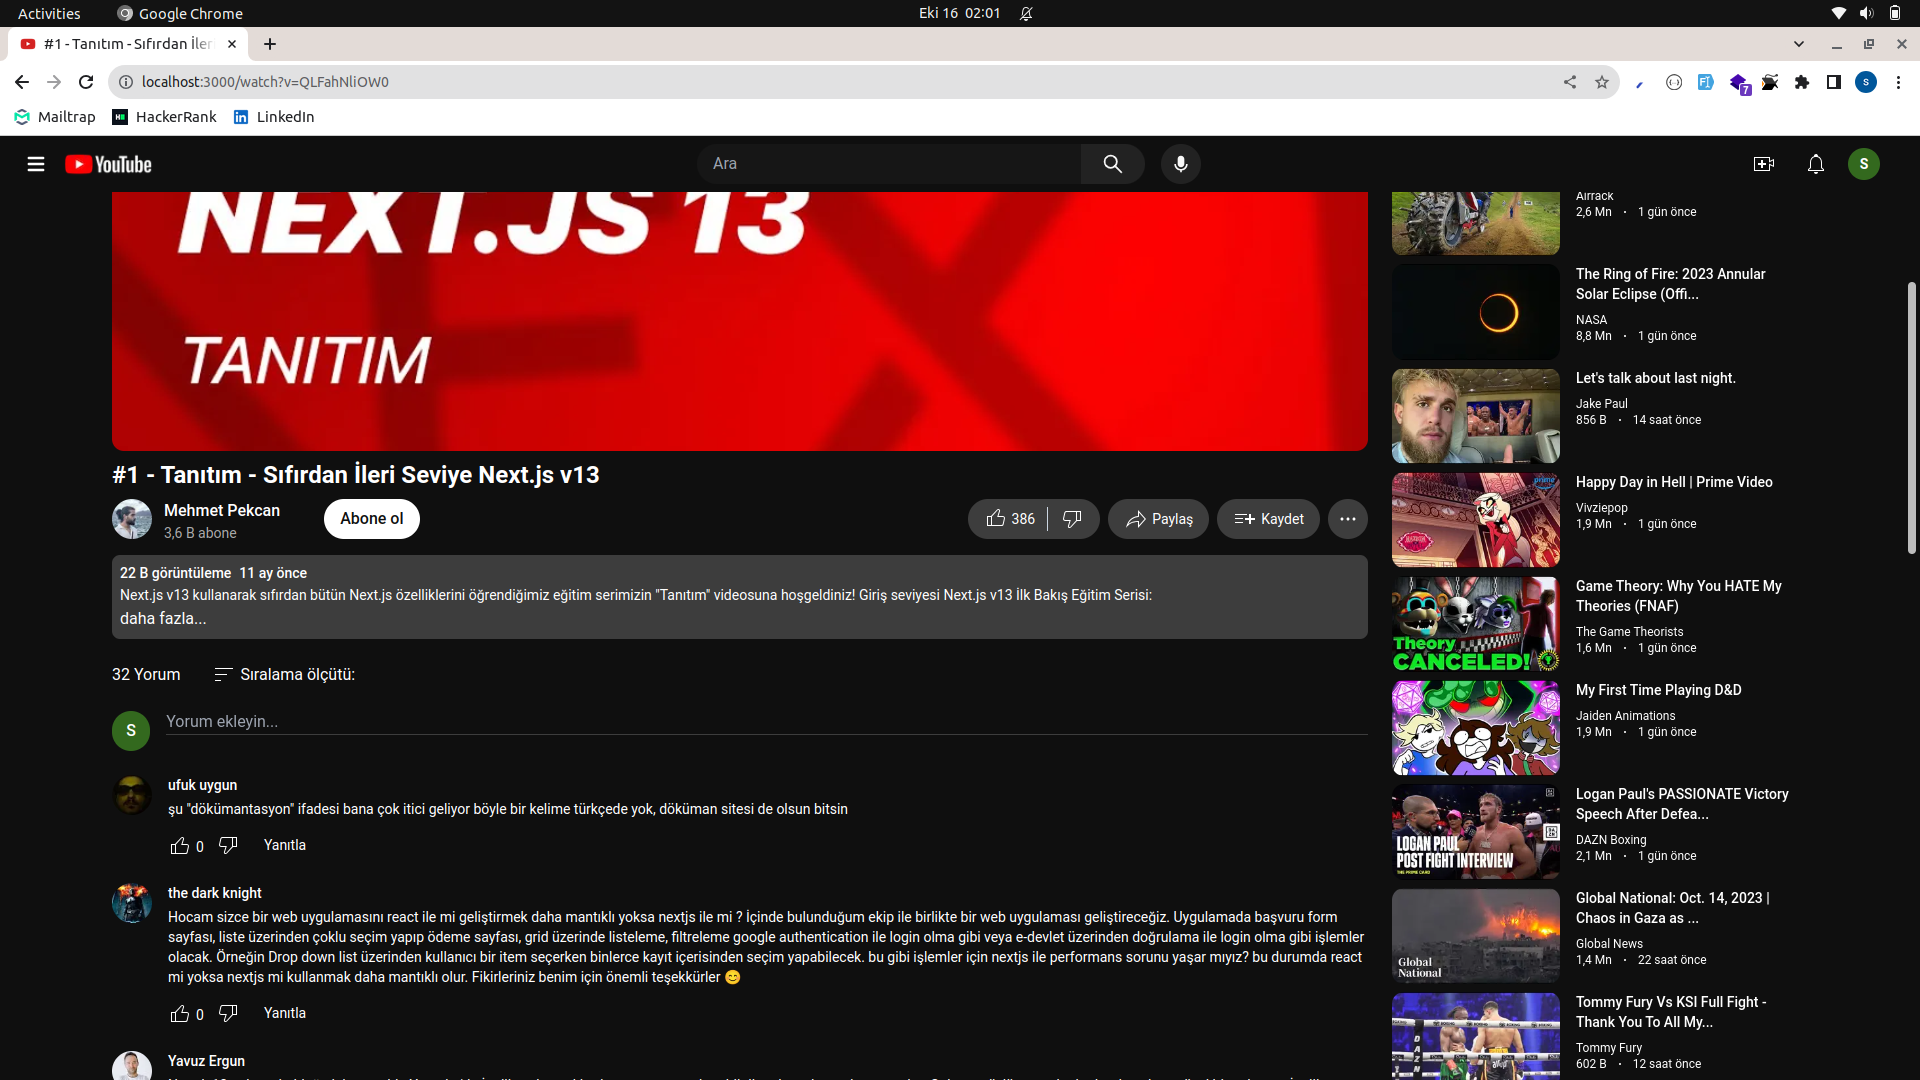 Activities
Google Chrome
Eki 16 02:01
#1 - Tanıtım - Sıfırdan İler
localhost:3000/watch?v=QLFahNliOW0
7
S
Mailtrap
HackerRank
LinkedIn
YouTube
Ara
S
NEXT.JS 13
TANITIM
#1 - Tanıtım - Sıfırdan İleri Seviye Next.js v13
Mehmet Pekcan
3,6 B abone
Abone ol
386
Paylaş
Kaydet
22 B görüntüleme 11 ay önce
Next.js v13 kullanarak sıfırdan bütün Next.js özelliklerini öğrendiğimiz eğitim serimizin "Tanıtım" videosuna hoşgeldiniz! Giriş seviyesi Next.js v13 İlk Bakış Eğitim Serisi:
daha fazla...
32 Yorum
Sıralama ölçütü:
S
Yorum ekleyin...
ufuk uygun
şu "dökümantasyon" ifadesi bana çok itici geliyor böyle bir kelime türkçede yok, döküman sitesi de olsun bitsin
0
Yanıtla
the dark knight
Hocam sizce bir web uygulamasını react ile mi geliştirmek daha mantıklı yoksa nextjs ile mi ? İçinde bulunduğum ekip ile birlikte bir web uygulaması geliştireceğiz. Uygulamada başvuru form
sayfası, liste üzerinden çoklu seçim yapıp ödeme sayfası, grid üzerinde listeleme, filtreleme google authentication ile login olma gibi veya e-devlet üzerinden doğrulama ile login olma gibi işlemler
olacak. Örneğin Drop down list üzerinden kullanıcı bir item seçerken binlerce kayıt içerisinden seçim yapabilecek. bu gibi işlemler için nextjs ile performans sorunu yaşar mıyız? bu durumda react
mi yoksa nextjs mi kullanmak daha mantıklı olur. Fikirleriniz benim için önemli teşekkürler 😊
0
Yanıtla
Yavuz Ergun
Airrack
2,6 Mn • 1 gün önce
The Ring of Fire: 2023 Annular
Solar Eclipse (Offi...
NASA
8,8 Mn • 1 gün önce
Let's talk about last night.
Jake Paul
856 B • 14 saat önce
prime
Happy Day in Hell | Prime Video
Vivziepop
1,9 Mn • 1 gün önce
Theory
CANCELED!
Game Theory: Why You HATE My
Theories (FNAF)
The Game Theorists
1,6 Mn • 1 gün önce
My First Time Playing D&D
Jaiden Animations
1,9 Mn • 1 gün önce
LOGAN PAUL
POST FIGHT INTERVIEW
THE PRIME CARD
DAZN
Logan Paul's PASSIONATE Victory
Speech After Defea...
DAZN Boxing
2,1 Mn • 1 gün önce
Global
National
Global National: Oct. 14, 2023 |
Chaos in Gaza as ...
Global News
1,4 Mn • 22 saat önce
Tommy Fury Vs KSI Full Fight -
Thank You To All My...
Tommy Fury
602 B • 12 saat önce